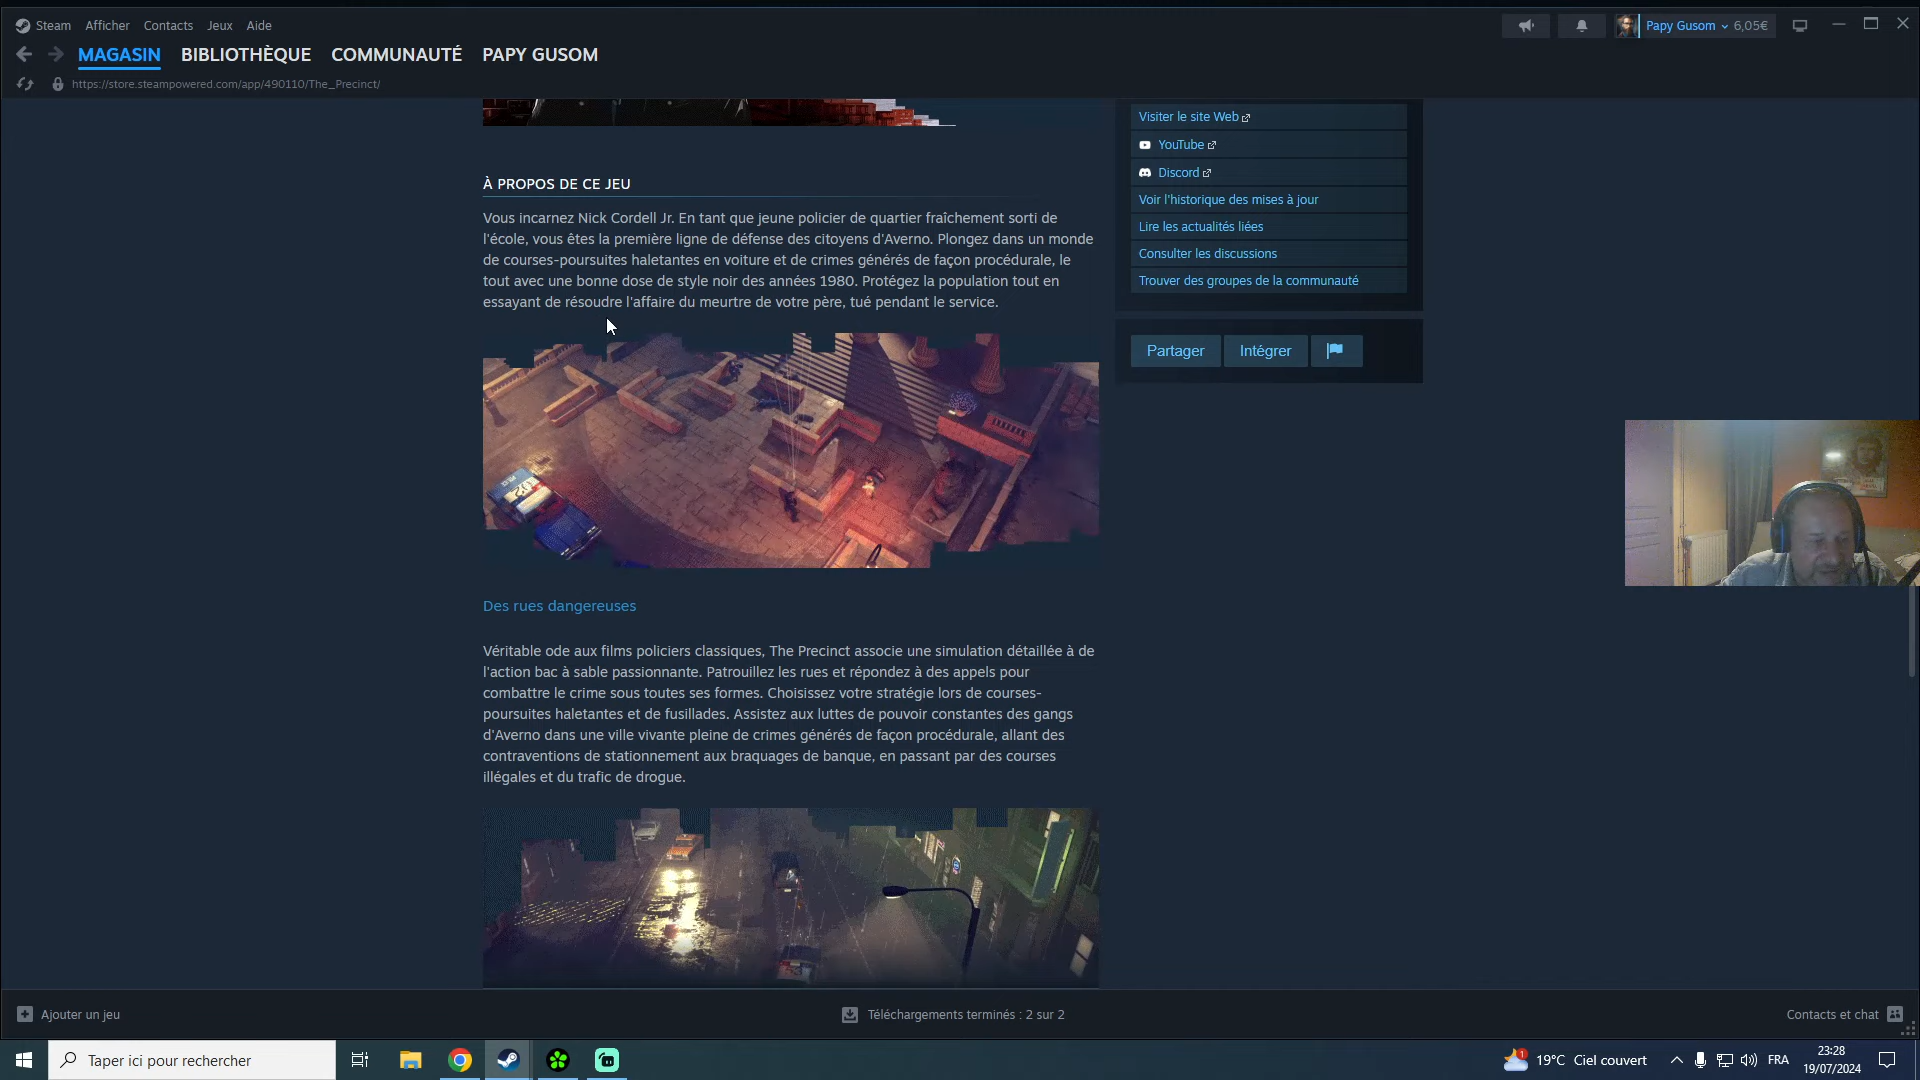 Steam Afficher Contacts Jeux Aide
Papy Gusom 6,05€
MAGASIN BIBLIOTHÈQUE COMMUNAUTÉ PAPY GUSOM
https://store.steampowered.com/app/490110/The_Precinct/
Visiter le site Web
YouTube
Discord
Voir l'historique des mises à jour
Lire les actualités liées
Consulter les discussions
Trouver des groupes de la communauté
Partager Intégrer
À PROPOS DE CE JEU
Vous incarnez Nick Cordell Jr. En tant que jeune policier de quartier fraîchement sorti de
l'école, vous êtes la première ligne de défense des citoyens d'Averno. Plongez dans un monde
de courses-poursuites haletantes en voiture et de crimes générés de façon procédurale, le
tout avec une bonne dose de style noir des années 1980. Protégez la population tout en
essayant de résoudre l'affaire du meurtre de votre père, tué pendant le service.
Des rues dangereuses
Véritable ode aux films policiers classiques, The Precinct associe une simulation détaillée à de
l'action bac à sable passionnante. Patrouillez les rues et répondez à des appels pour
combattre le crime sous toutes ses formes. Choisissez votre stratégie lors de courses-
poursuites haletantes et de fusillades. Assistez aux luttes de pouvoir constantes des gangs
d'Averno dans une ville vivante pleine de crimes générés de façon procédurale, allant des
contraventions de stationnement aux braquages de banque, en passant par des courses
illégales et du trafic de drogue.
Ajouter un jeu
Téléchargements terminés : 2 sur 2
Contacts et chat
Taper ici pour rechercher
1
19°C Ciel couvert
FRA
23:28
19/07/2024